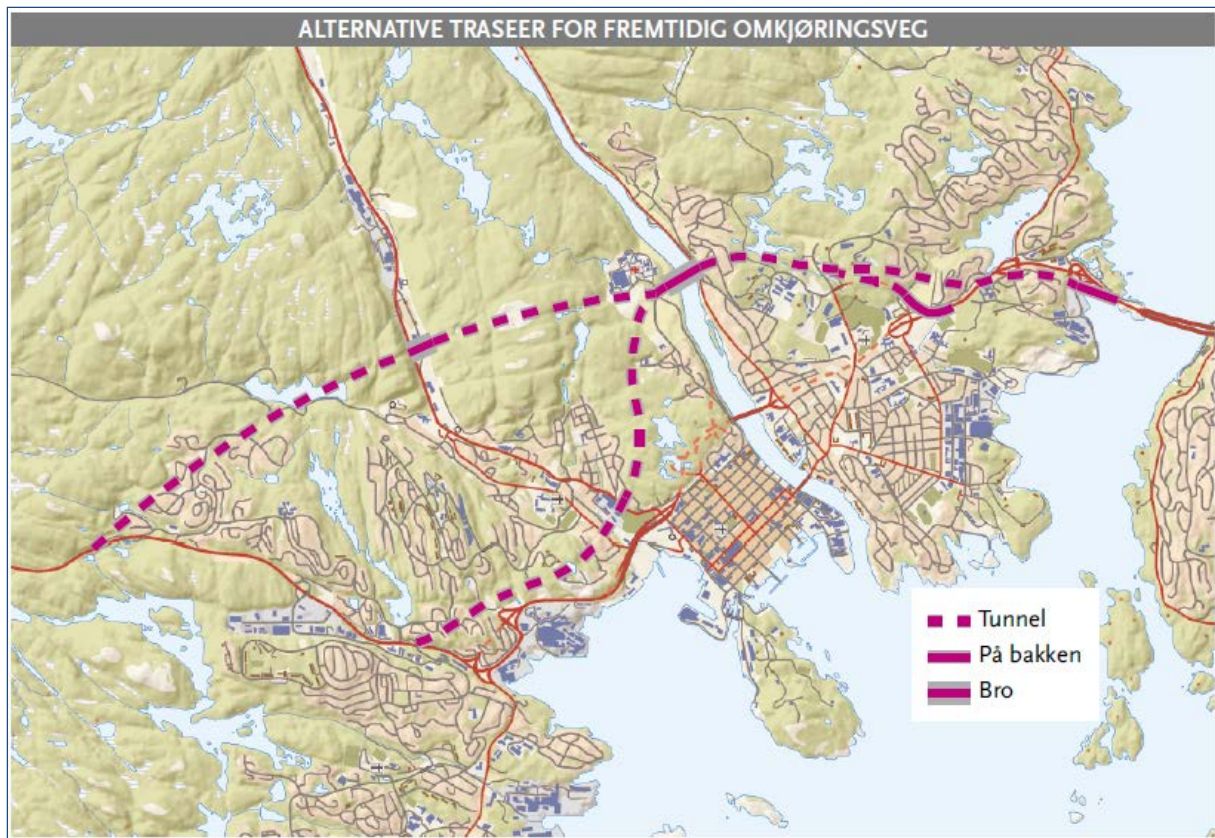 ALTERNATIVE TRASEER FOR FREMTIDIG OMKJØRINGSVEG
Tunnel
På bakken
Bro